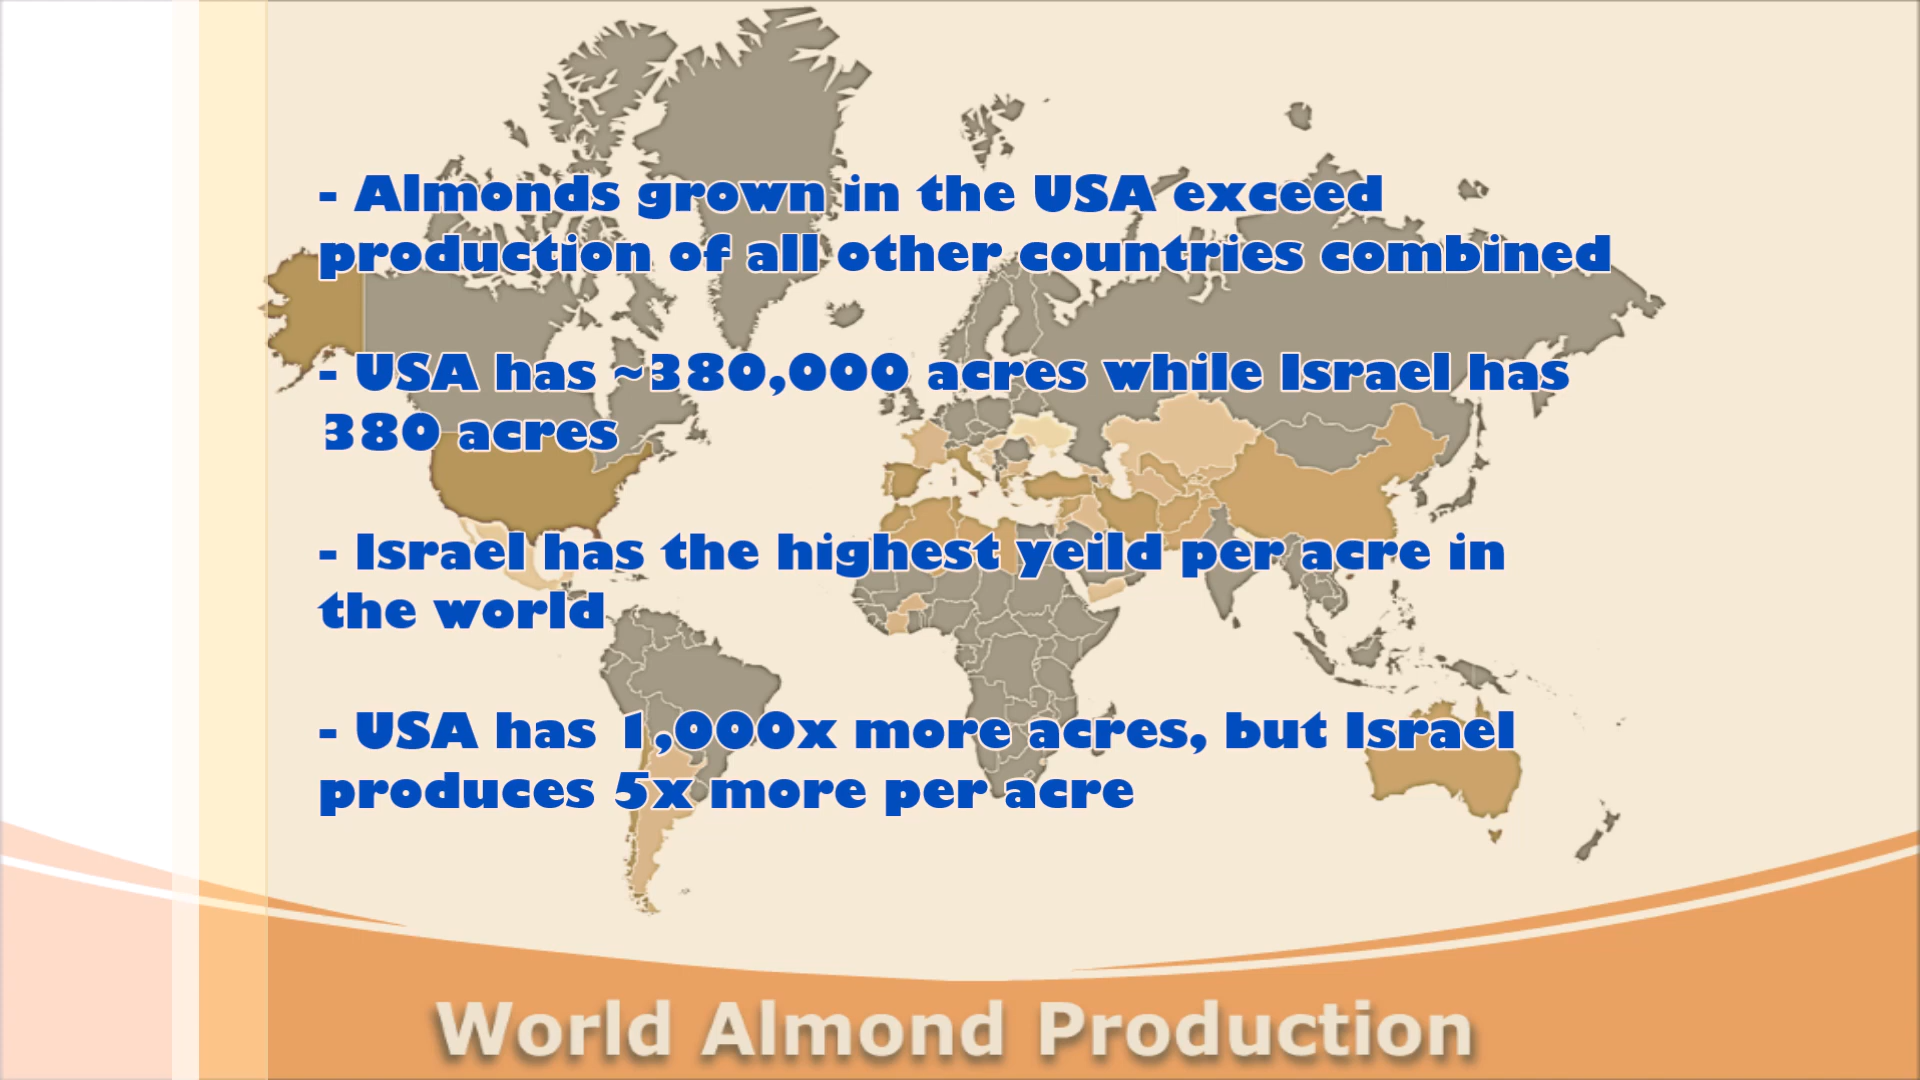 - Almonds grown in the USA exceed
production of all other countries combined
- USA has ~380,000 acres while Israel has
380 acres
- Israel has the highest yeild per acre in
the world
- USA has 1,000x more acres, but Israel
produces 5x more per acre
World Almond Production